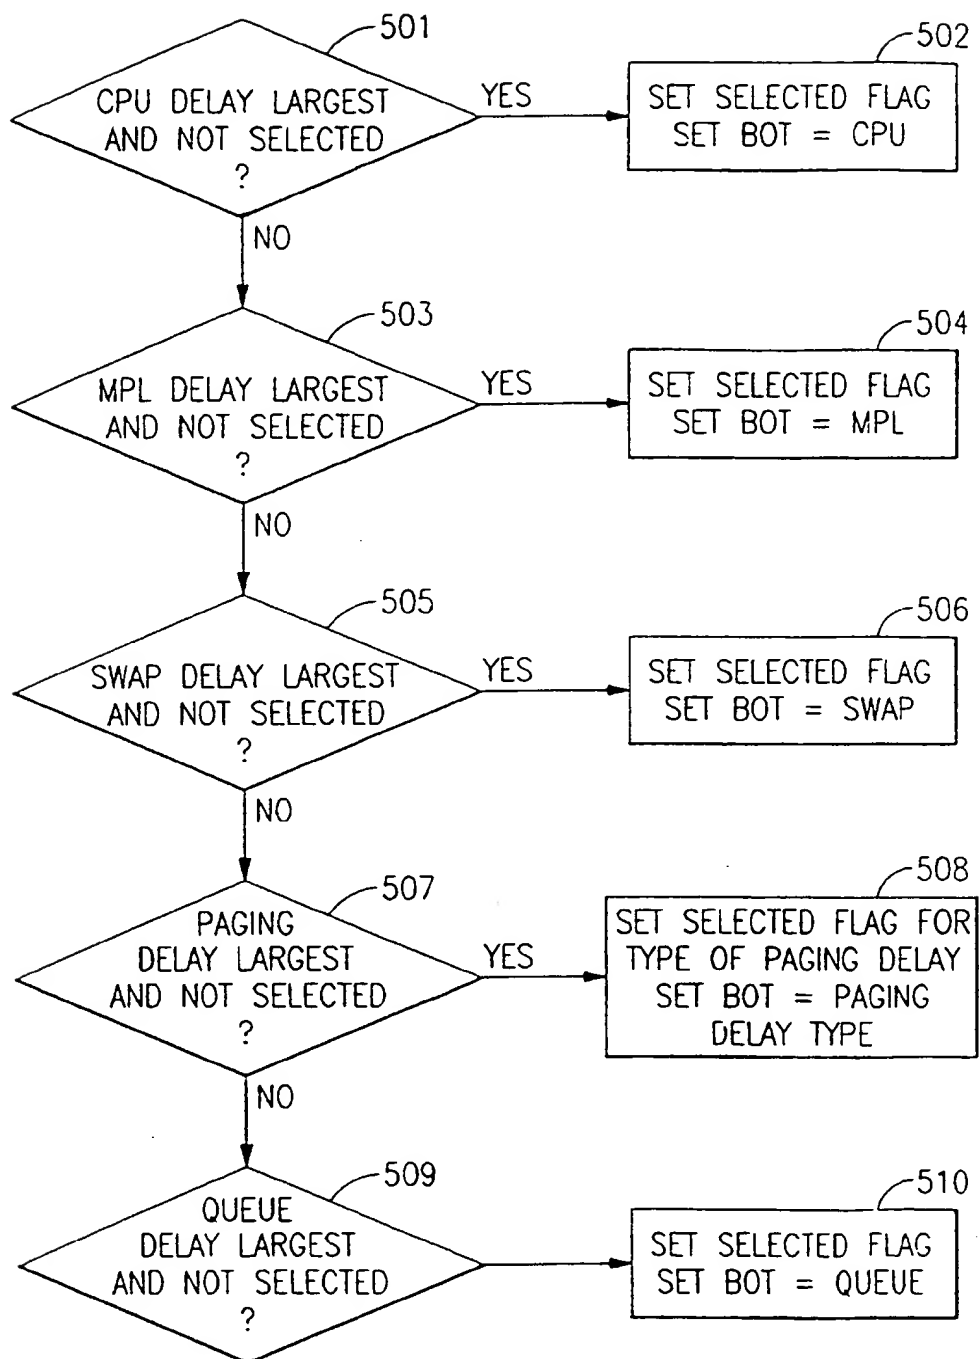 501
CPU DELAY LARGEST
AND NOT SELECTED
?
YES
502
SET SELECTED FLAG
SET BOT = CPU
NO
503
MPL DELAY LARGEST
AND NOT SELECTED
?
YES
504
SET SELECTED FLAG
SET BOT = MPL
NO
505
SWAP DELAY LARGEST
AND NOT SELECTED
?
YES
506
SET SELECTED FLAG
SET BOT = SWAP
NO
507
PAGING
DELAY LARGEST
AND NOT SELECTED
?
YES
508
SET SELECTED FLAG FOR
TYPE OF PAGING DELAY
SET BOT = PAGING
DELAY TYPE
NO
509
QUEUE
DELAY LARGEST
AND NOT SELECTED
?
510
SET SELECTED FLAG
SET BOT = QUEUE